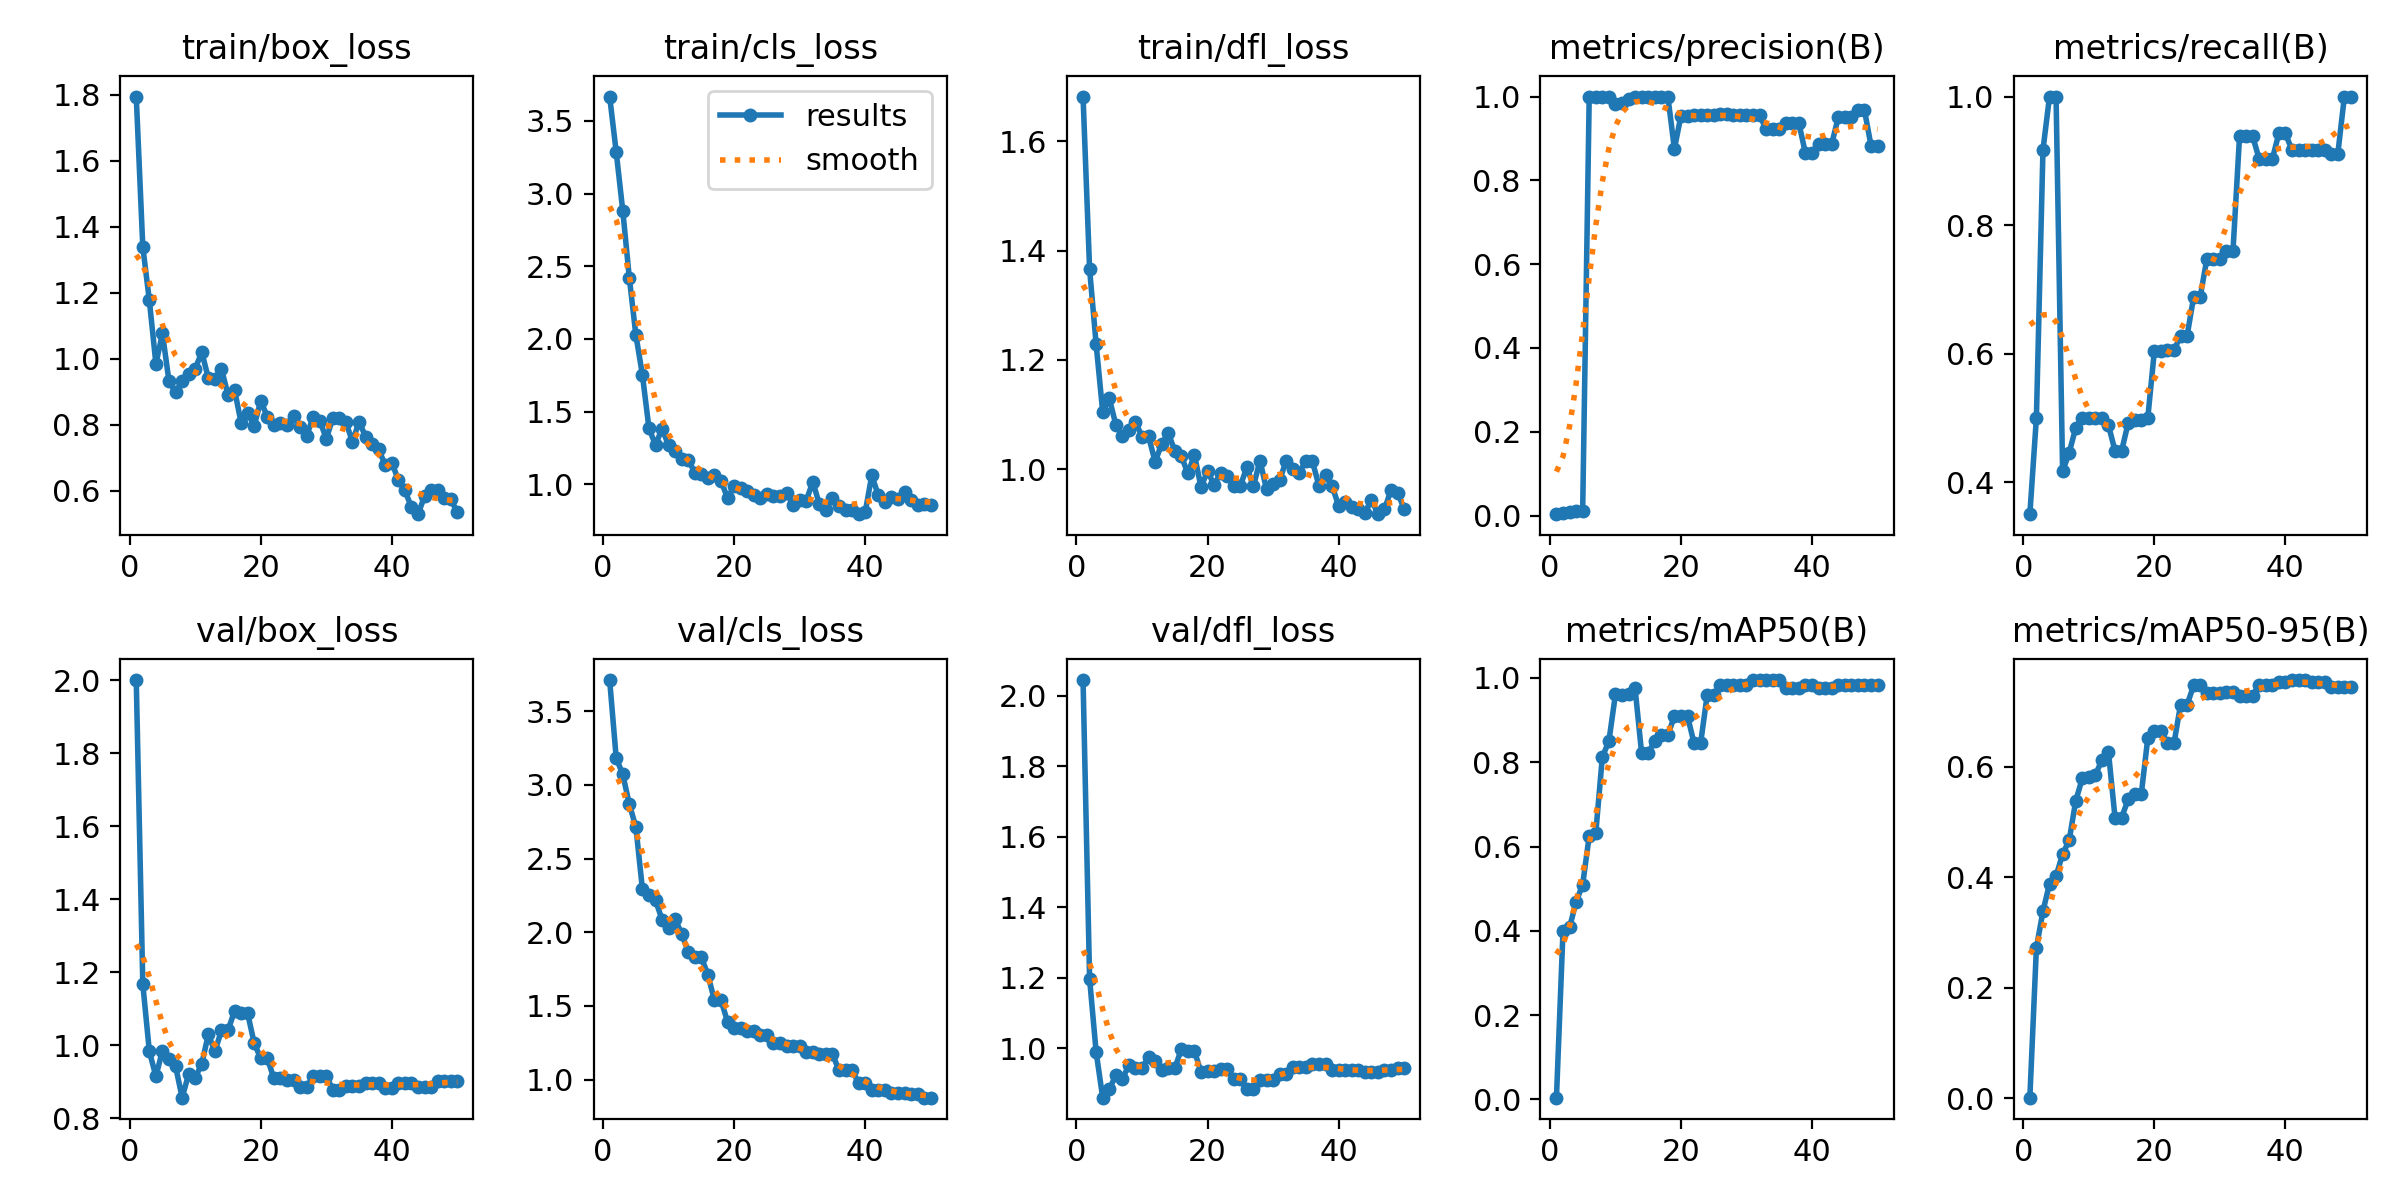 train/box_loss
1.8
1.6
1.4
1.2
1.0
0.8
0.6
0 20 40
train/cls_loss
3.5
3.0
2.5
2.0
1.5
1.0
results
smooth
0 20 40
train/dfl_loss
1.6
1.4
1.2
1.0
0 20 40
metrics/precision(B)
1.0
0.8
0.6
0.4
0.2
0.0
0 20 40
metrics/recall(B)
1.0
0.8
0.6
0.4
0 20 40
val/box_loss
2.0
1.8
1.6
1.4
1.2
1.0
0.8
0 20 40
val/cls_loss
3.5
3.0
2.5
2.0
1.5
1.0
0 20 40
val/dfl_loss
2.0
1.8
1.6
1.4
1.2
1.0
0 20 40
metrics/mAP50(B)
1.0
0.8
0.6
0.4
0.2
0.0
0 20 40
metrics/mAP50-95(B)
0.6
0.4
0.2
0.0
0 20 40